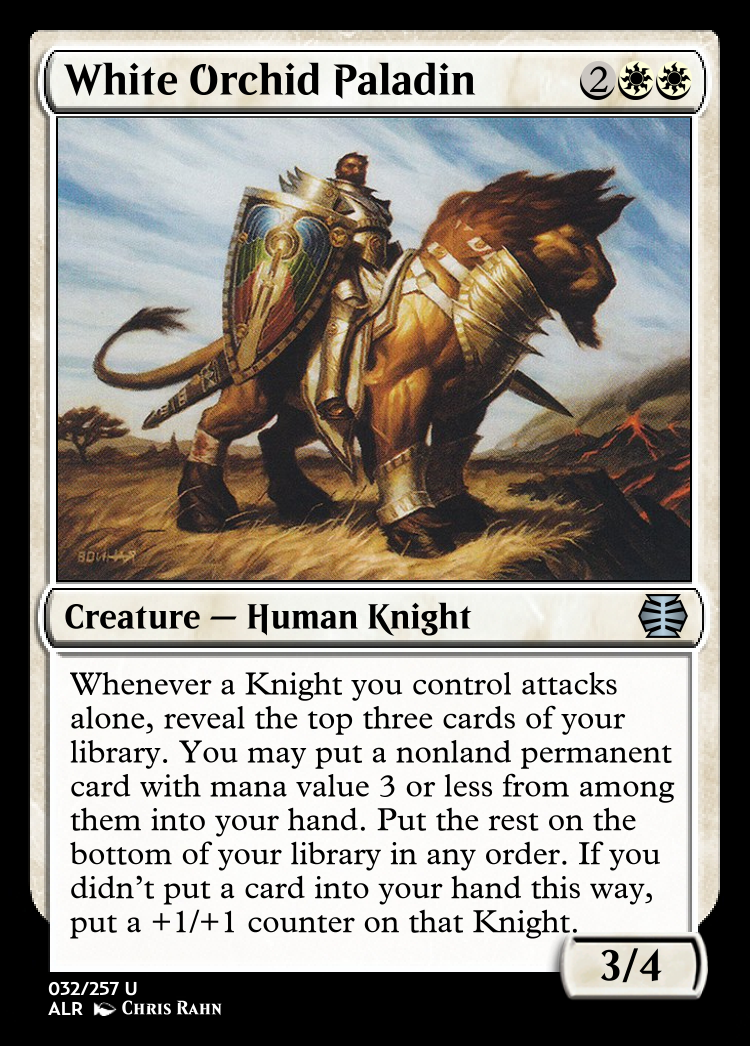 White Orchid Paladin 2
Creature — Human Knight
Whenever a Knight you control attacks
alone, reveal the top three cards of your
library. You may put a nonland permanent
card with mana value 3 or less from among
them into your hand. Put the rest on the
bottom of your library in any order. If you
didn't put a card into your hand this way,
put a +1/+1 counter on that Knight.
3/4
032/257 U
ALR Chris Rahn